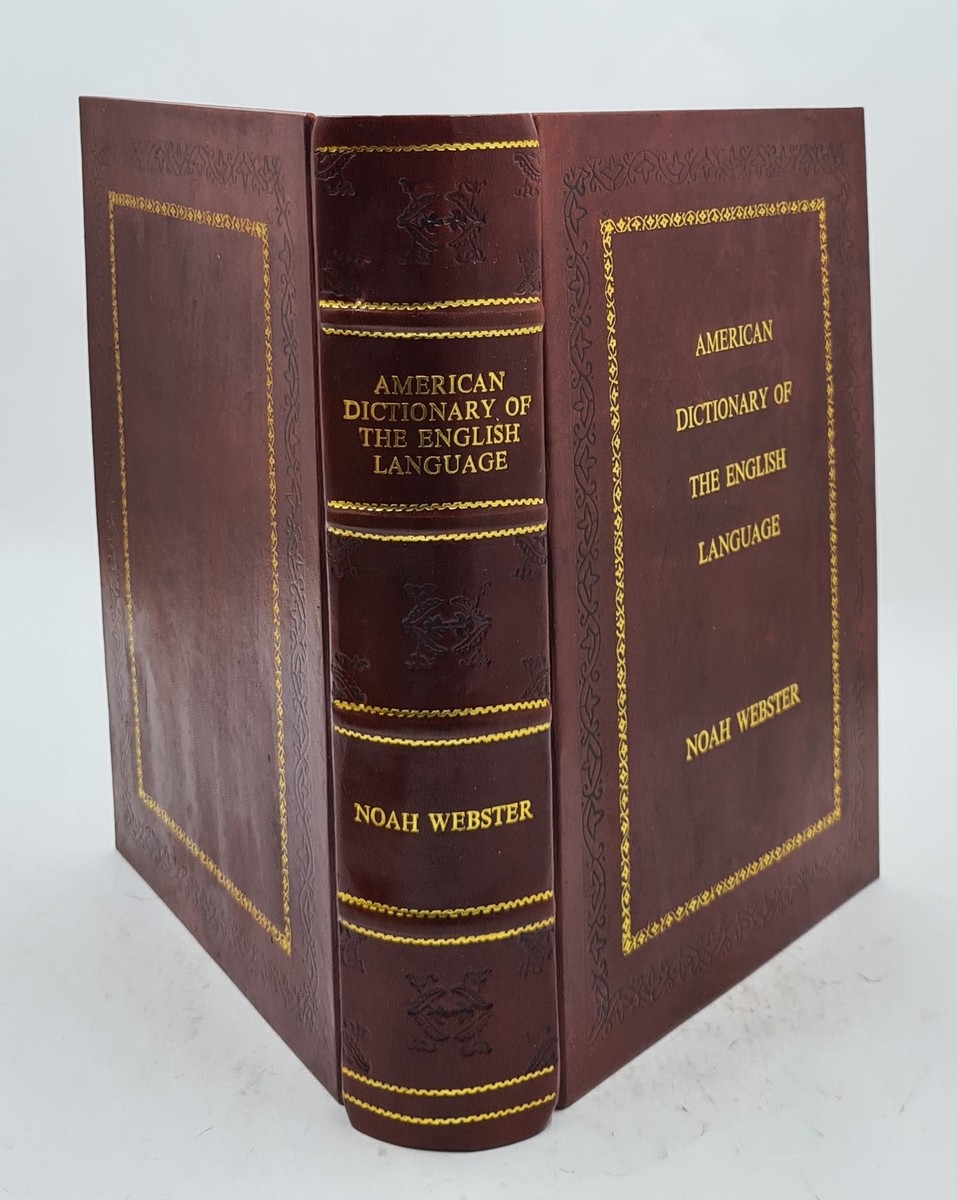 AMERICAN
DICTIONARY OF
THE ENGLISH
LANGUAGE
NOAH WEBSTER
AMERICAN
DICTIONARY OF
THE ENGLISH
LANGUAGE
NOAH WEBSTER